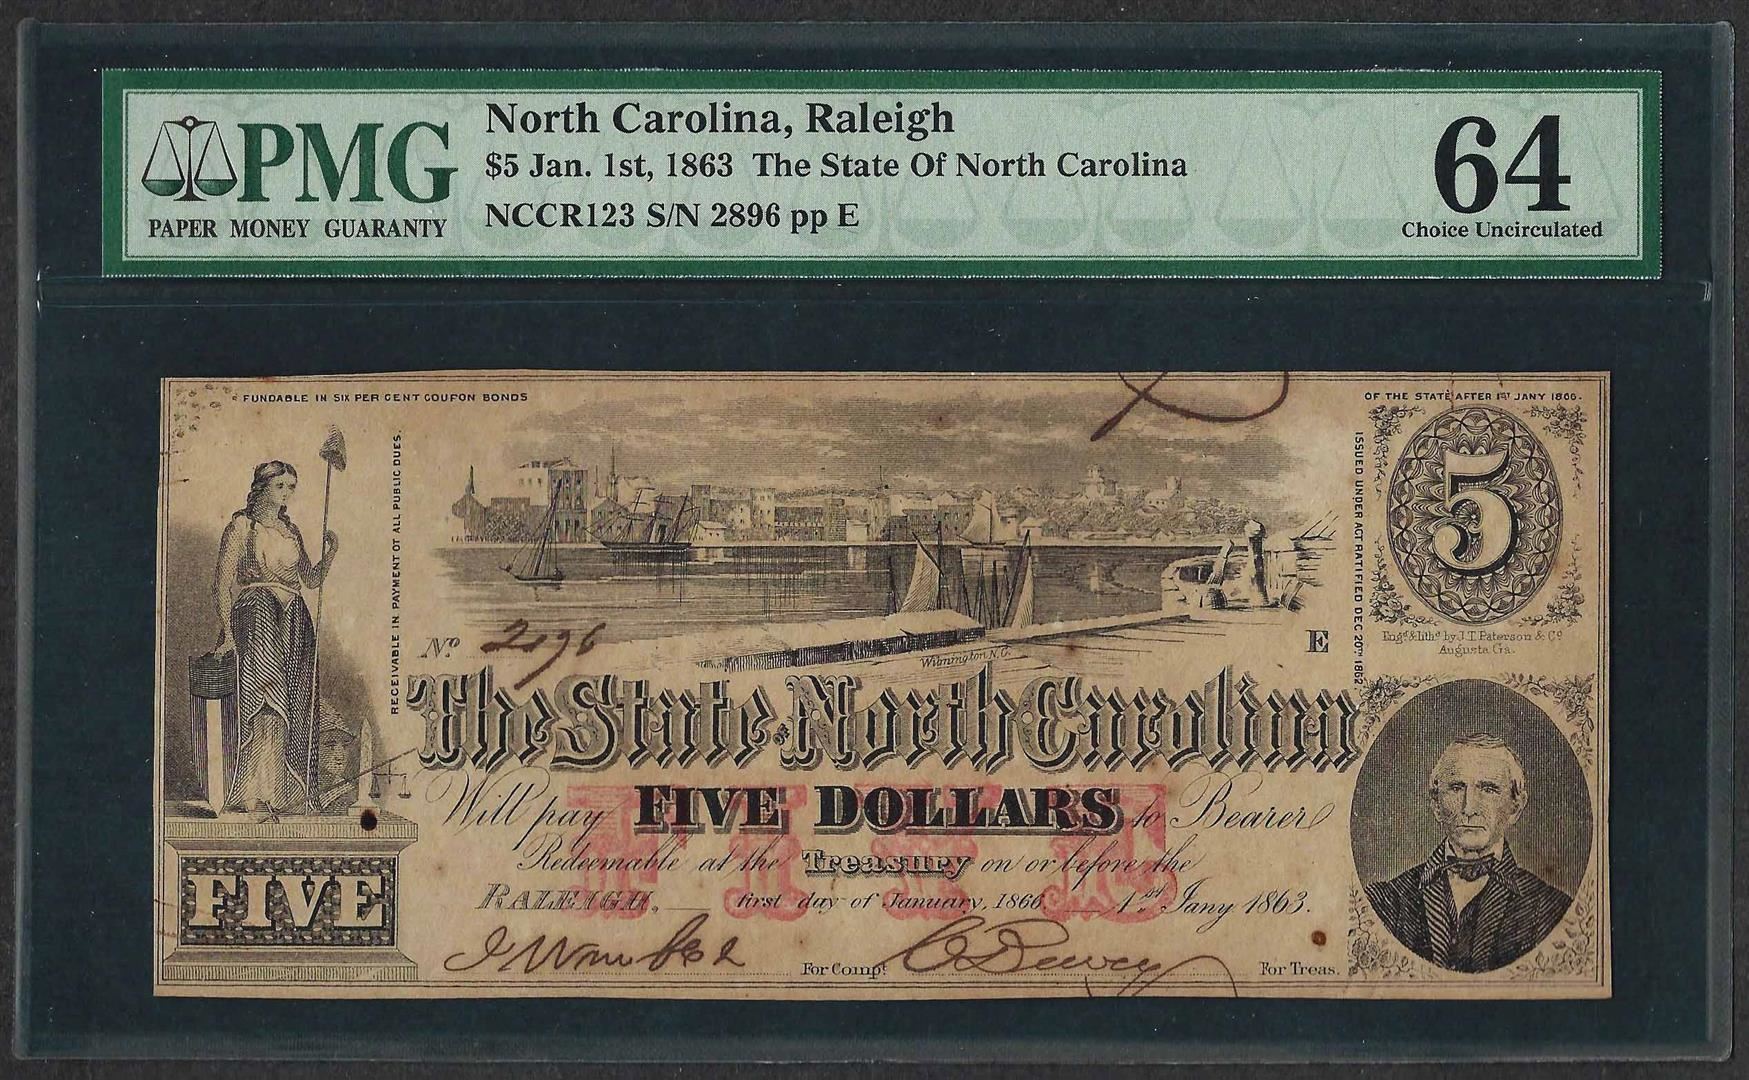 PMG
PAPER MONEY GUARANTY
North Carolina, Raleigh
$5 Jan. 1st, 1863 The State Of North Carolina
NCCR123 S/N 2896 pp E
64
Choice Uncirculated
FUNDABLE IN SIX PER CENT COUPON BONDS
OF THE STATE AFTER 1ST JANY 1866.
RECEIVABLE IN PAYMENT OF ALL PUBLIC DUES.
ISSUED UNDER ACT RATIFIED DEC 20TH 1862
5
No 2896
E
Engd & Lithd by J.T. Paterson & Co
Augusta Ga.
Wilmington N.C.
The State OF North Carolina
Will pay FIVE DOLLARS to Bearer
FIVE
Redeemable at the Treasury on or before the
RALEIGH, first day of January, 1866 1st Jany 1863.
FIVE
For Compt
For Treas.